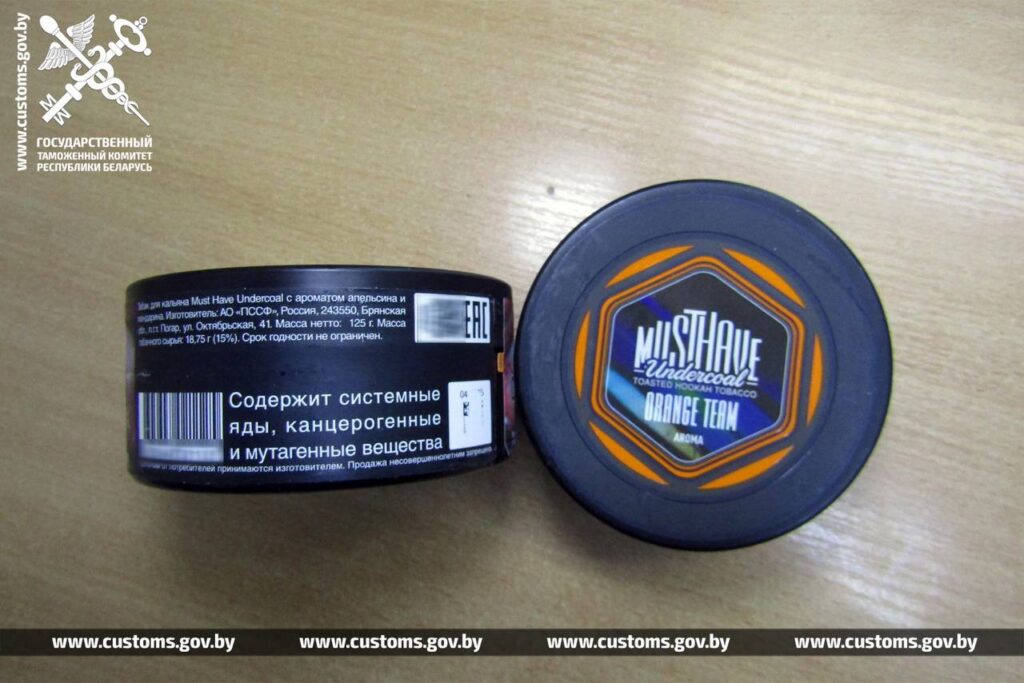 www.customs.gov.by
ГОСУДАРСТВЕННЫЙ
ТАМОЖЕННЫЙ КОМИТЕТ
РЕСПУБЛИКИ БЕЛАРУСЬ
Табак для кальяна Must Have Undercoal с ароматом апельсина и
мандарина. Изготовитель: АО «ПССФ», Россия, 243550, Брянская
обл., п.г.т. Погар, ул. Октябрьская, 41. Масса нетто: 125 г. Масса
табачного сырья: 18,75 г (15%). Срок годности не ограничен.
EAC
Содержит системные
яды, канцерогенные
и мутагенные вещества
04
от потребителей принимаются изготовителем. Продажа несовершеннолетним запрещена
MUSTHAVE
Undercoal
TOASTED HOOKAH TOBACCO
ORANGE TEAM
AROMA
www.customs.gov.by www.customs.gov.by www.customs.gov.by www.customs.gov.by